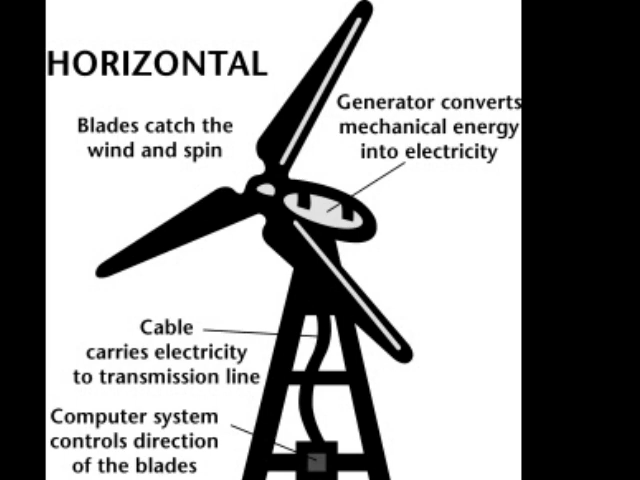 HORIZONTAL
Generator converts
mechanical energy
into electricity
Blades catch the
wind and spin
Cable
carries electricity
to transmission line
Computer system
controls direction
of the blades